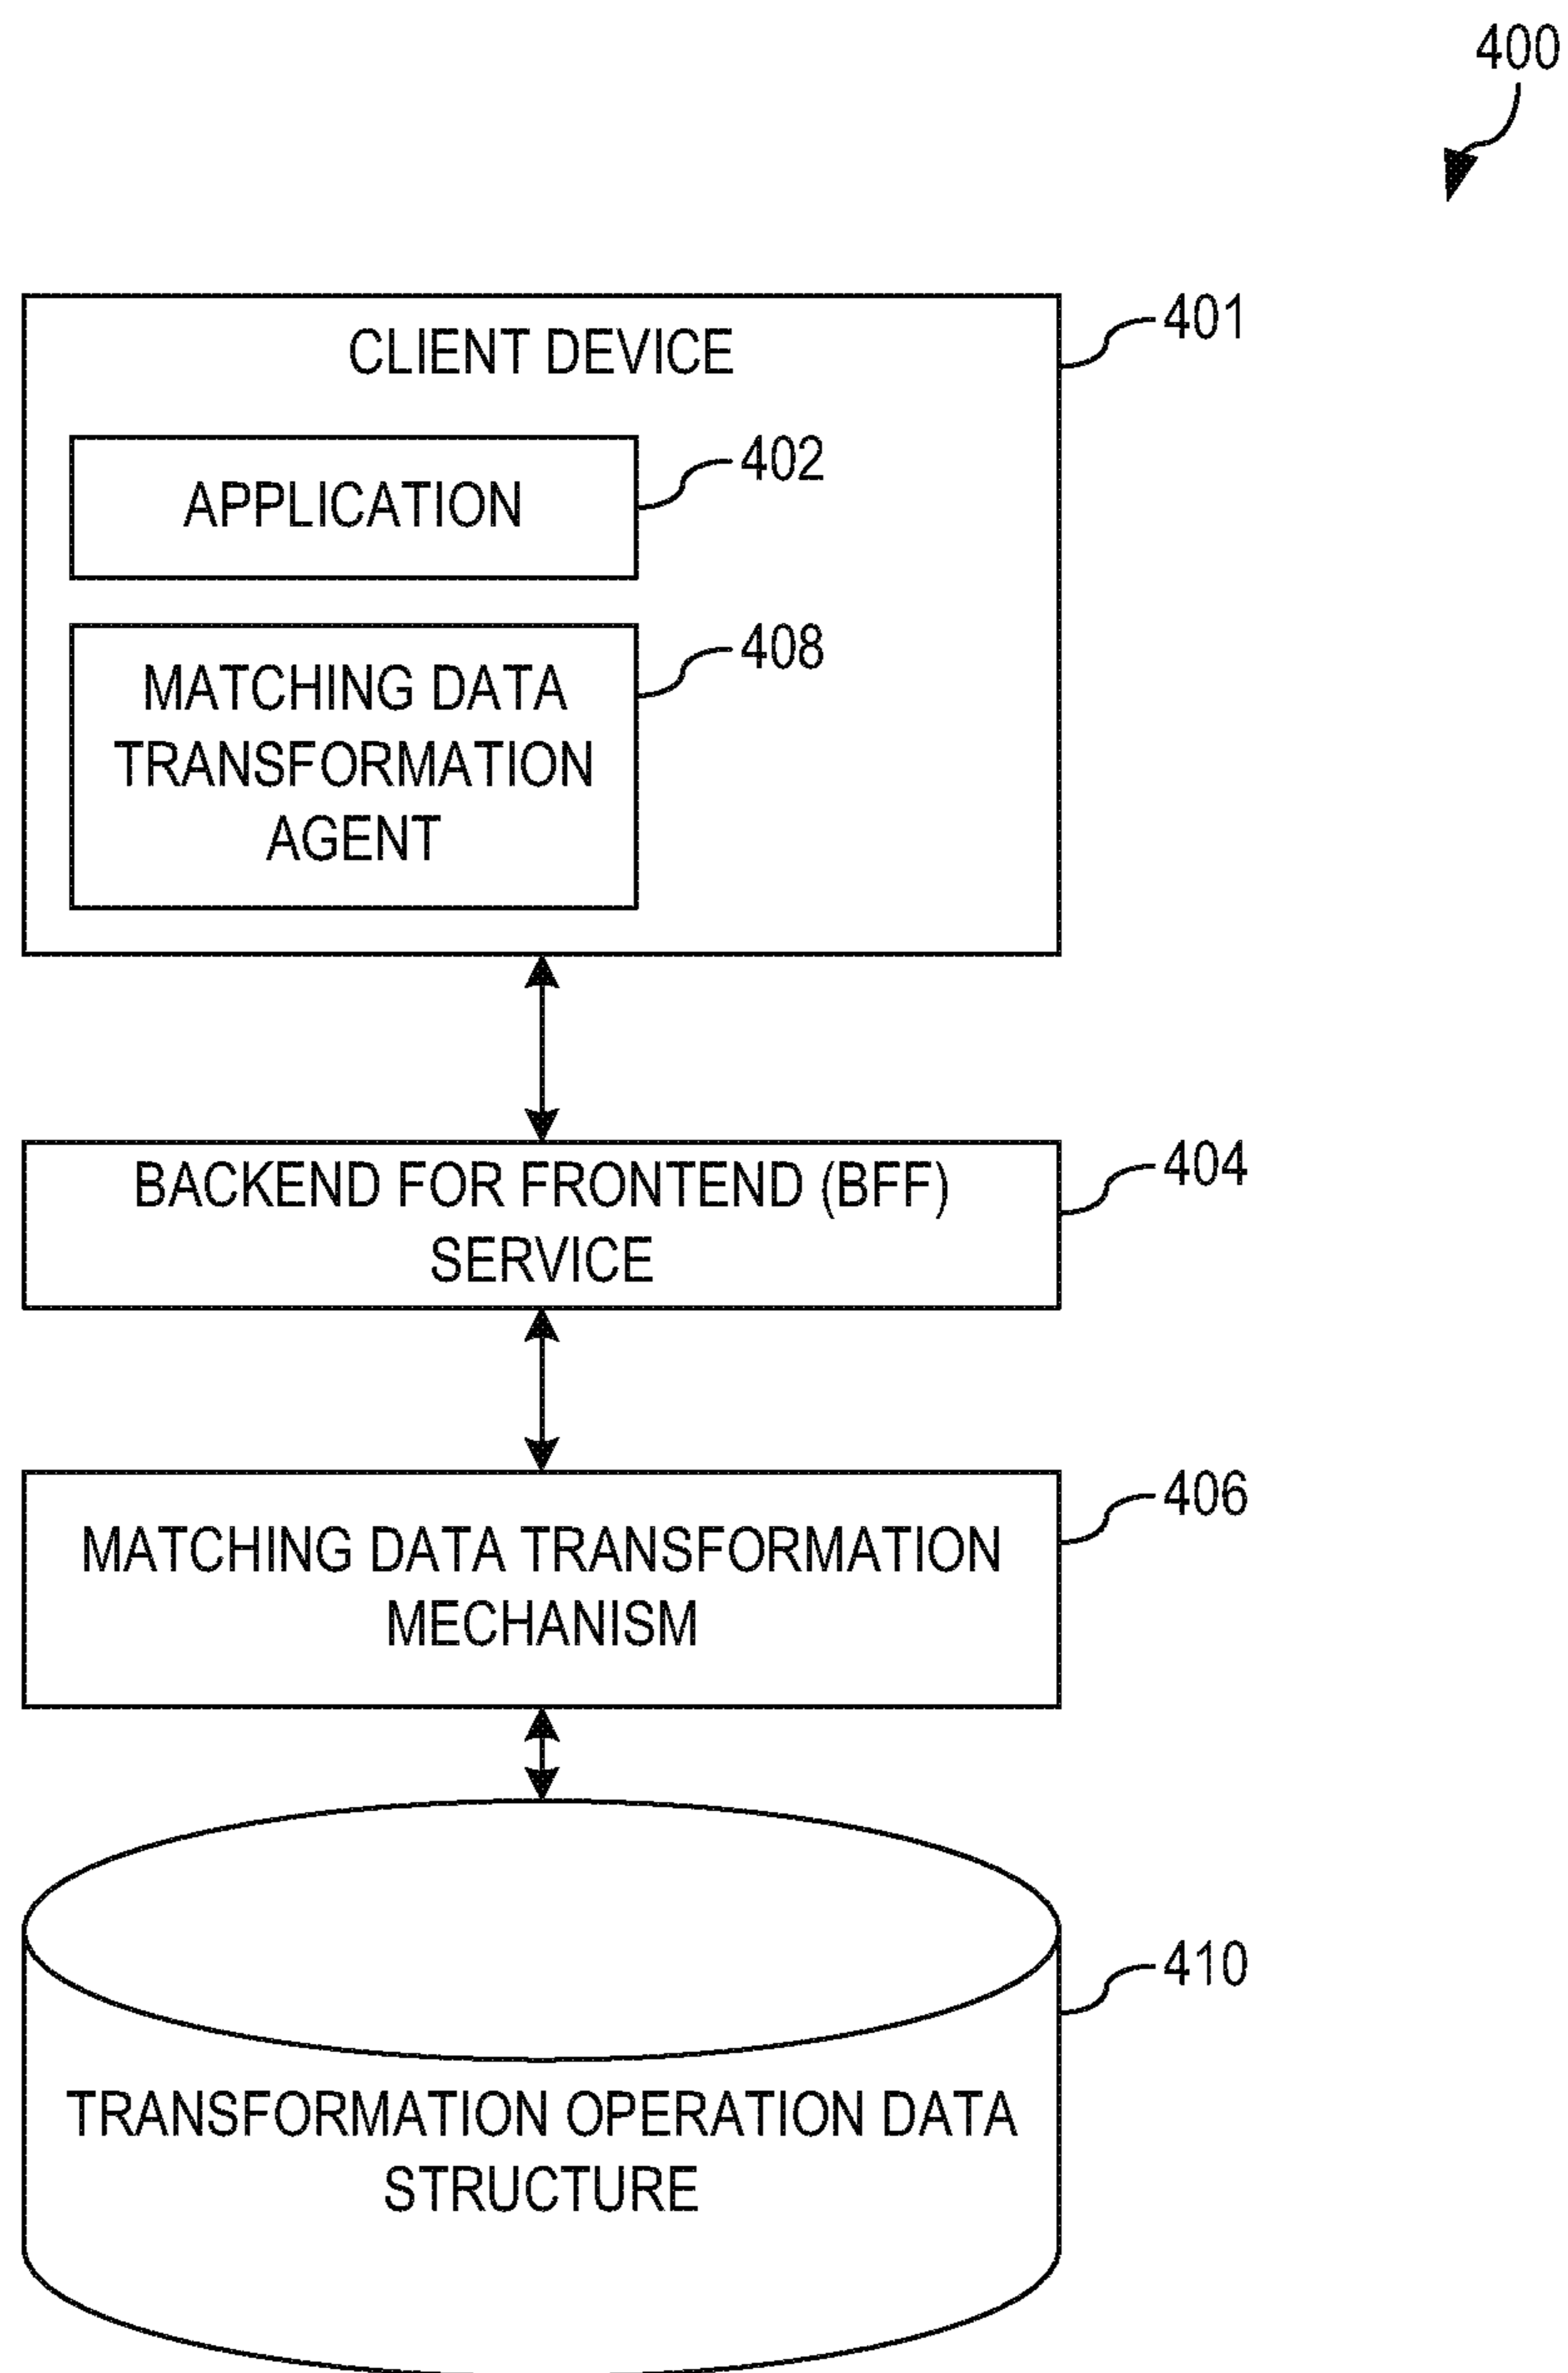 400
CLIENT DEVICE
401
APPLICATION
402
MATCHING DATA
TRANSFORMATION
AGENT
408
BACKEND FOR FRONTEND (BFF)
SERVICE
404
MATCHING DATA TRANSFORMATION
MECHANISM
406
410
TRANSFORMATION OPERATION DATA
STRUCTURE